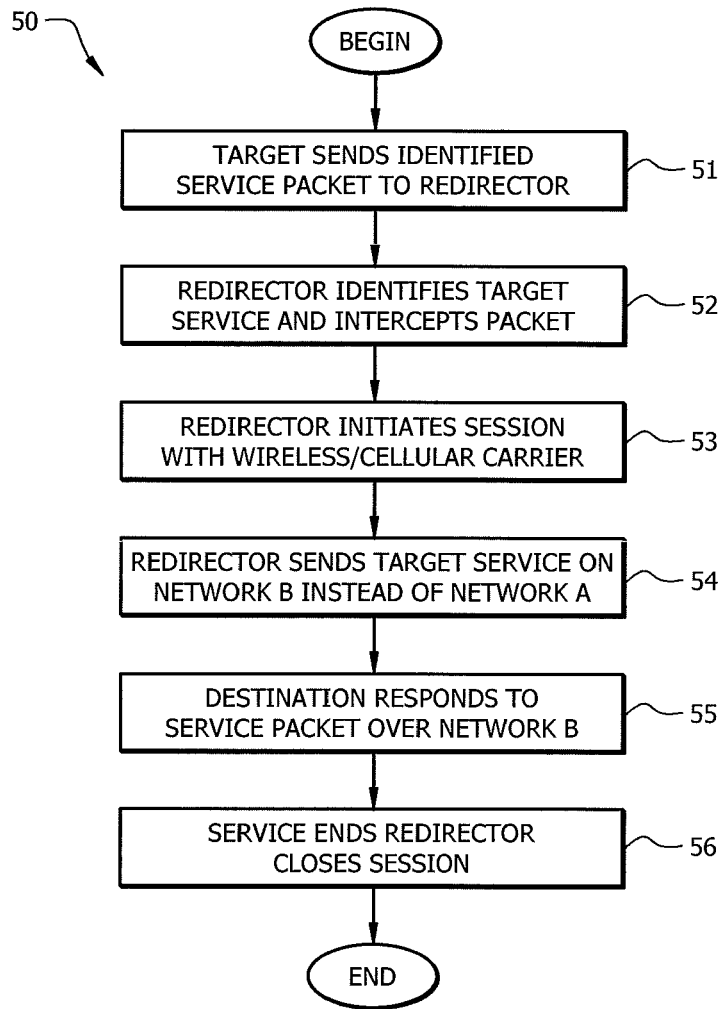 50
BEGIN
TARGET SENDS IDENTIFIED
SERVICE PACKET TO REDIRECTOR
51
REDIRECTOR IDENTIFIES TARGET
SERVICE AND INTERCEPTS PACKET
52
REDIRECTOR INITIATES SESSION
WITH WIRELESS/CELLULAR CARRIER
53
REDIRECTOR SENDS TARGET SERVICE ON
NETWORK B INSTEAD OF NETWORK A
54
DESTINATION RESPONDS TO
SERVICE PACKET OVER NETWORK B
55
SERVICE ENDS REDIRECTOR
CLOSES SESSION
56
END